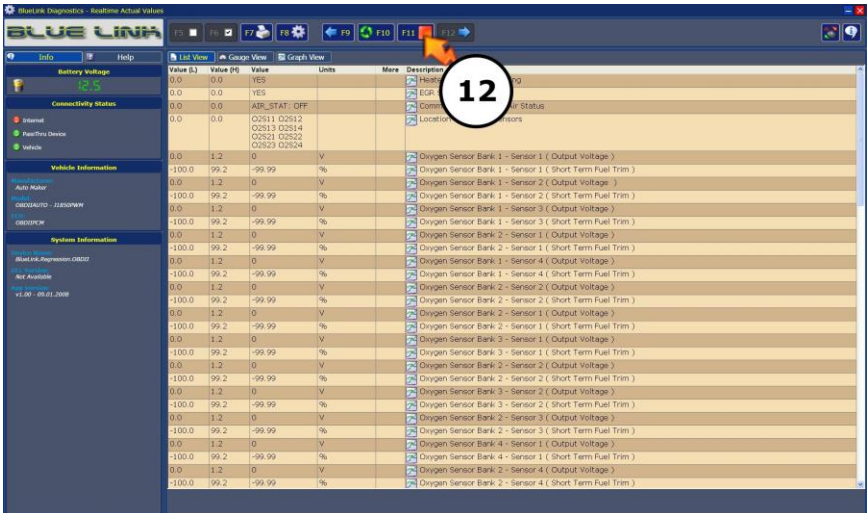 BlueLink Diagnostics - Realtime Actual Values
BLUE LINK
F5 F6 F7 F8 F9 F10 F11 F12
Info Help
Battery Voltage
12.5
Connectivity Status
Internet
PassThru Device
Vehicle
Vehicle Information
Auto Maker
OBDIIAUTO - J1850PWM
OBDIIPCM
System Information
BlueLink.Regression.OBDII
Not Available
v1.00 - 09.01.2008
List View Gauge View Graph View
Value (L) Value (H) Value Units More Description
0.0 0.0 YES
0.0 0.0 YES EGR
0.0 0.0 AIR_STAT: OFF Air Status
0.0 0.0 O2S11 O2S12 Location
O2S13 O2S14
O2S21 O2S22
O2S23 O2S24
12
0.0 1.2 0 V Oxygen Sensor Bank 1 - Sensor 1 ( Output Voltage )
-100.0 99.2 -99.99 % Oxygen Sensor Bank 1 - Sensor 1 ( Short Term Fuel Trim )
0.0 1.2 0 V Oxygen Sensor Bank 1 - Sensor 2 ( Output Voltage )
-100.0 99.2 -99.99 % Oxygen Sensor Bank 1 - Sensor 2 ( Short Term Fuel Trim )
0.0 1.2 0 V Oxygen Sensor Bank 1 - Sensor 3 ( Output Voltage )
-100.0 99.2 -99.99 % Oxygen Sensor Bank 1 - Sensor 3 ( Short Term Fuel Trim )
0.0 1.2 0 V Oxygen Sensor Bank 2 - Sensor 1 ( Output Voltage )
-100.0 99.2 -99.99 % Oxygen Sensor Bank 2 - Sensor 1 ( Short Term Fuel Trim )
0.0 1.2 0 V Oxygen Sensor Bank 1 - Sensor 4 ( Output Voltage )
-100.0 99.2 -99.99 % Oxygen Sensor Bank 1 - Sensor 4 ( Short Term Fuel Trim )
0.0 1.2 0 V Oxygen Sensor Bank 2 - Sensor 2 ( Output Voltage )
-100.0 99.2 -99.99 % Oxygen Sensor Bank 2 - Sensor 2 ( Short Term Fuel Trim )
0.0 1.2 0 V Oxygen Sensor Bank 2 - Sensor 1 ( Output Voltage )
-100.0 99.2 -99.99 % Oxygen Sensor Bank 2 - Sensor 1 ( Short Term Fuel Trim )
0.0 1.2 0 V Oxygen Sensor Bank 3 - Sensor 1 ( Output Voltage )
-100.0 99.2 -99.99 % Oxygen Sensor Bank 3 - Sensor 1 ( Short Term Fuel Trim )
0.0 1.2 0 V Oxygen Sensor Bank 2 - Sensor 2 ( Output Voltage )
-100.0 99.2 -99.99 % Oxygen Sensor Bank 2 - Sensor 2 ( Short Term Fuel Trim )
0.0 1.2 0 V Oxygen Sensor Bank 3 - Sensor 2 ( Output Voltage )
-100.0 99.2 -99.99 % Oxygen Sensor Bank 3 - Sensor 2 ( Short Term Fuel Trim )
0.0 1.2 0 V Oxygen Sensor Bank 2 - Sensor 3 ( Output Voltage )
-100.0 99.2 -99.99 % Oxygen Sensor Bank 2 - Sensor 3 ( Short Term Fuel Trim )
0.0 1.2 0 V Oxygen Sensor Bank 4 - Sensor 1 ( Output Voltage )
-100.0 99.2 -99.99 % Oxygen Sensor Bank 4 - Sensor 1 ( Short Term Fuel Trim )
0.0 1.2 0 V Oxygen Sensor Bank 2 - Sensor 4 ( Output Voltage )
-100.0 99.2 -99.99 % Oxygen Sensor Bank 2 - Sensor 4 ( Short Term Fuel Trim )